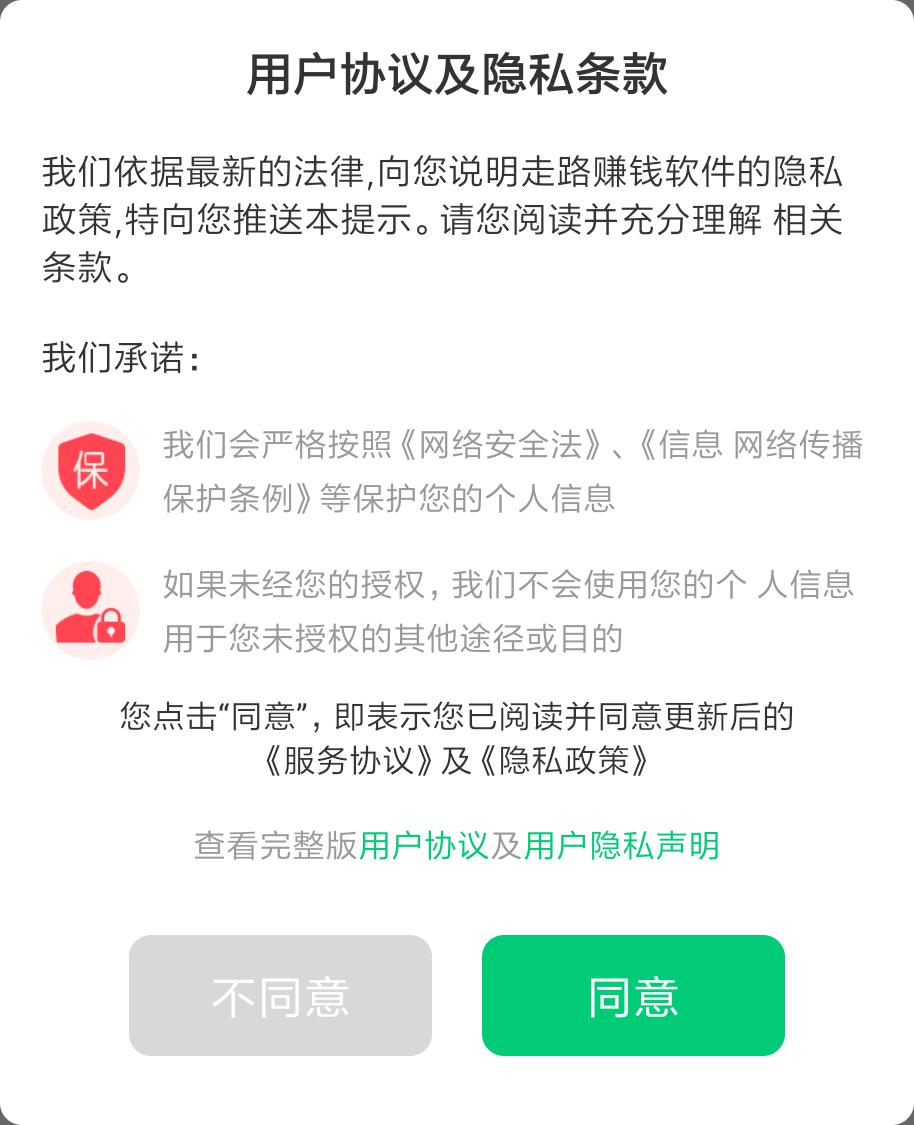 用户协议及隐私条款
我们依据最新的法律,向您说明走路赚钱软件的隐私
政策,特向您推送本提示。请您阅读并充分理解 相关
条款。
我们承诺：
保
我们会严格按照《网络安全法》、《信息 网络传播
保护条例》等保护您的个人信息
如果未经您的授权，我们不会使用您的个 人信息
用于您未授权的其他途径或目的
您点击“同意”，即表示您已阅读并同意更新后的
《服务协议》及《隐私政策》
查看完整版用户协议及用户隐私声明
不同意
同意